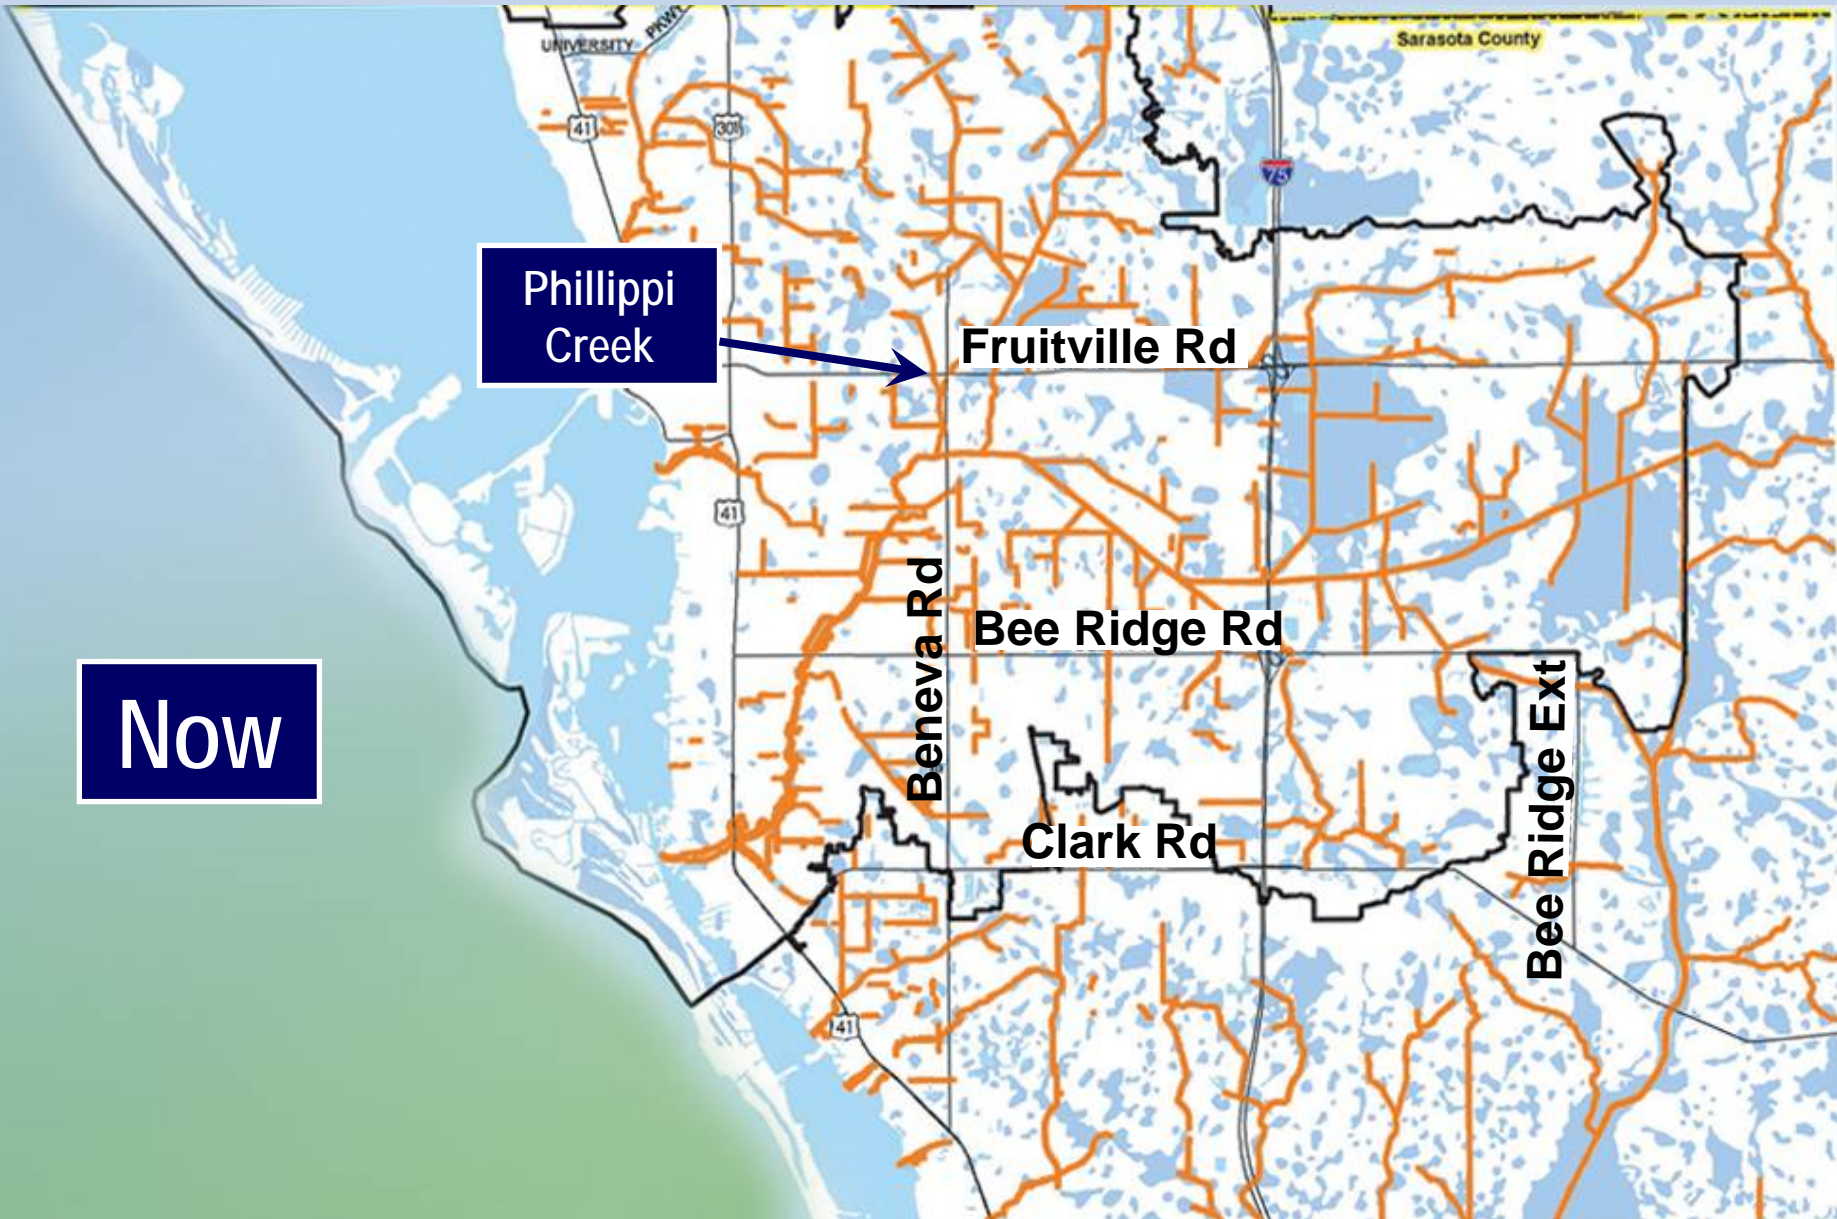 UNIVERSITY PKWY
Sarasota County
41
301
75
Phillippi
Creek
Fruitville Rd
41
Beneva Rd
Bee Ridge Rd
Now
Bee Ridge Ext
Clark Rd
41